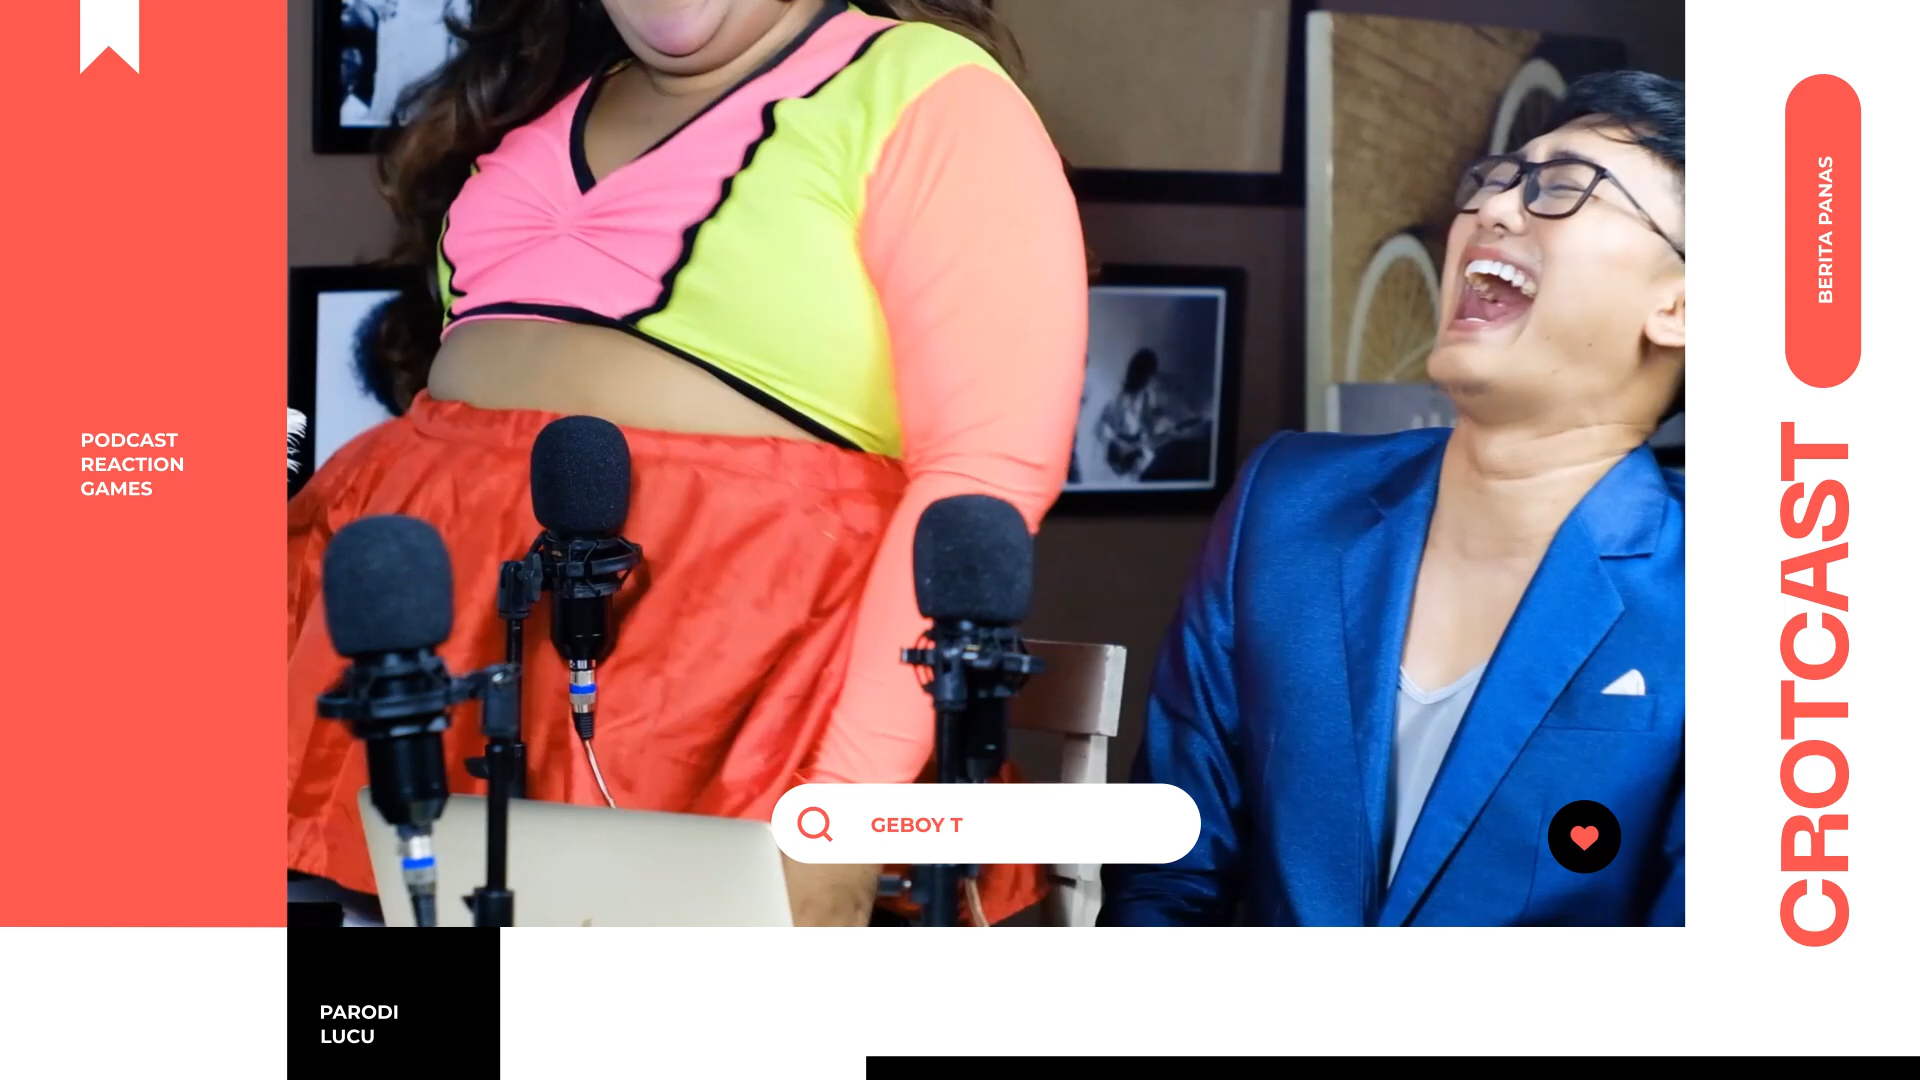 PODCAST
REACTION
GAMES
BERITA PANAS
CROTCAST
GEBOY T
PARODI
LUCU